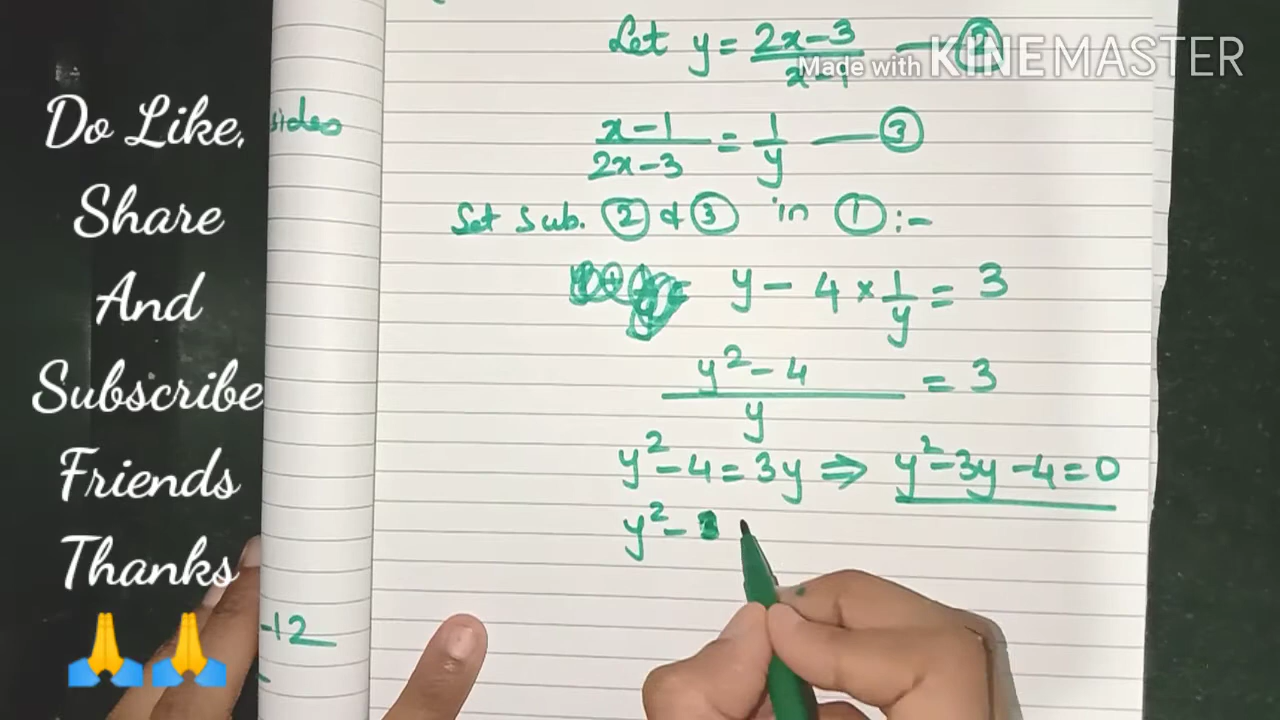 Let y = 2x-3 / x-1 — ②
Made with KINEMASTER
x-1 / 2x-3 = 1/y — ③
sides
Set Sub. ② & ③ in ① :-
y - 4 × 1/y = 3
y² - 4 / y = 3
y² - 4 = 3y ⇒ y² - 3y - 4 = 0
y² -
-12
Do Like,
Share
And
Subscribe
Friends
Thanks
🙏🙏